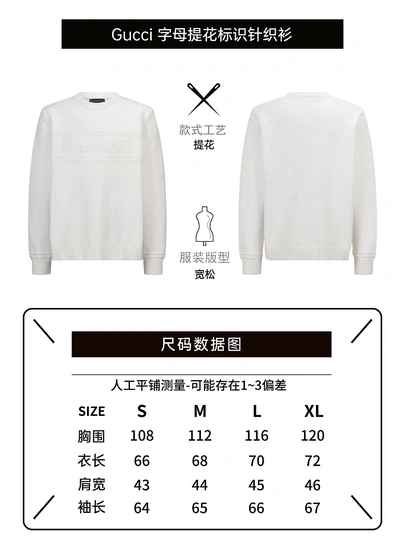 Gucci 字母提花标识针织衫
GUCCI
款式工艺
提花
服装版型
宽松
尺码数据图
人工平铺测量-可能存在1~3偏差
SIZE S M L XL
胸围 108 112 116 120
衣长 66 68 70 72
肩宽 43 44 45 46
袖长 64 65 66 67